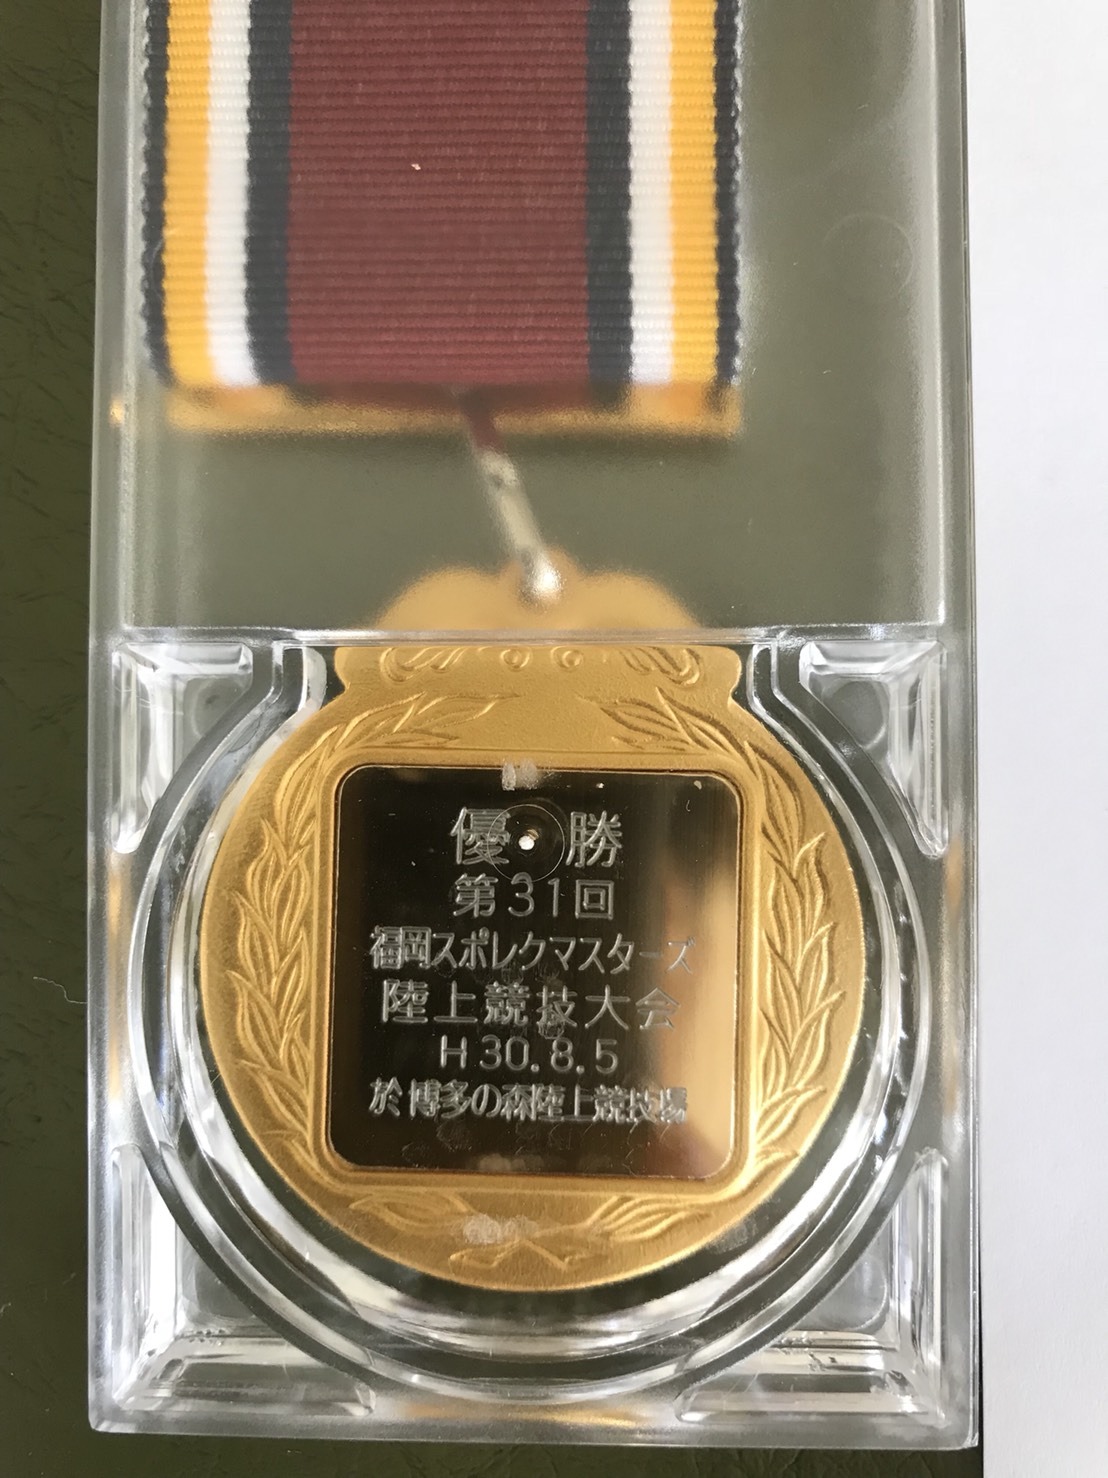 優勝
第31回
福岡スポレクマスターズ
陸上競技大会
H30.8.5
於博多の森陸上競技場